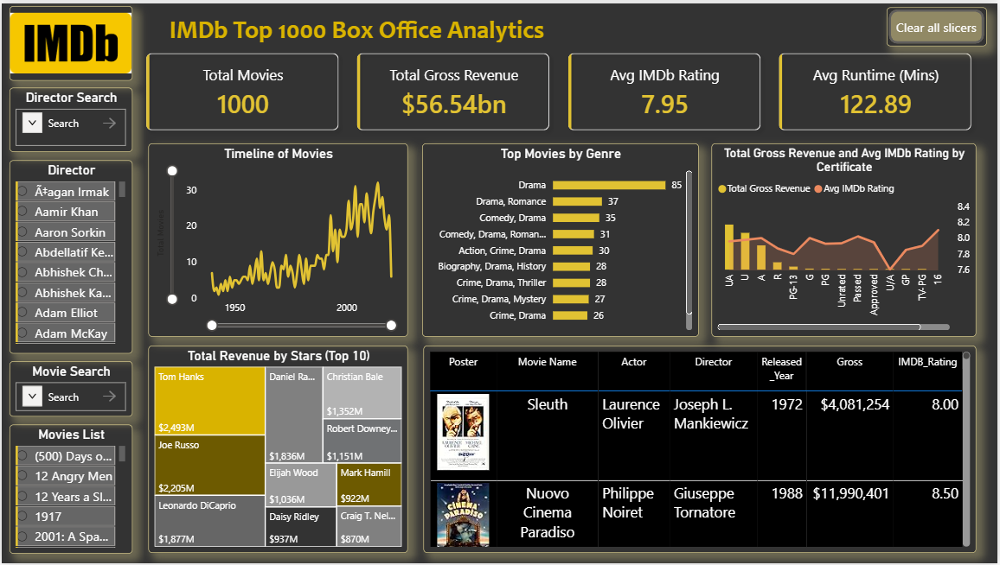 IMDb
IMDb Top 1000 Box Office Analytics
Clear all slicers
Total Movies
1000
Total Gross Revenue
$56.54bn
Avg IMDb Rating
7.95
Avg Runtime (Mins)
122.89
Director Search
Search
Director
Ã‡agan Irmak
Aamir Khan
Aaron Sorkin
Abdellatif Ke...
Abhishek Ch...
Abhishek Ka...
Adam Elliot
Adam McKay
Movie Search
Search
Movies List
(500) Days o...
12 Angry Men
12 Years a Sl...
1917
2001: A Spa...
Timeline of Movies
Total Movies
30
20
10
0
1950
2000
Top Movies by Genre
Drama 85
Drama, Romance 37
Comedy, Drama 35
Comedy, Drama, Roman... 31
Action, Crime, Drama 30
Biography, Drama, History 28
Crime, Drama, Thriller 28
Crime, Drama, Mystery 27
Crime, Drama 26
Total Gross Revenue and Avg IMDb Rating by
Certificate
Total Gross Revenue Avg IMDb Rating
8.4
8.2
8.0
7.8
7.6
UA
U
A
R
PG-13
G
PG
Unrated
Passed
Approved
U/A
GP
TV-PG
16
Total Revenue by Stars (Top 10)
Tom Hanks
$2,493M
Joe Russo
$2,205M
Leonardo DiCaprio
$1,877M
Daniel Ra...
$1,836M
Christian Bale
$1,352M
Robert Downey...
$1,151M
Elijah Wood
$1,036M
Daisy Ridley
$937M
Mark Hamill
$922M
Craig T. Nel...
$870M
Poster Movie Name Actor Director Released
_Year Gross IMDB_Rating
Sleuth Laurence
Olivier Joseph L.
Mankiewicz 1972 $4,081,254 8.00
Nuovo
Cinema
Paradiso Philippe
Noiret Giuseppe
Tornatore 1988 $11,990,401 8.50
CINEMA
PARADISO